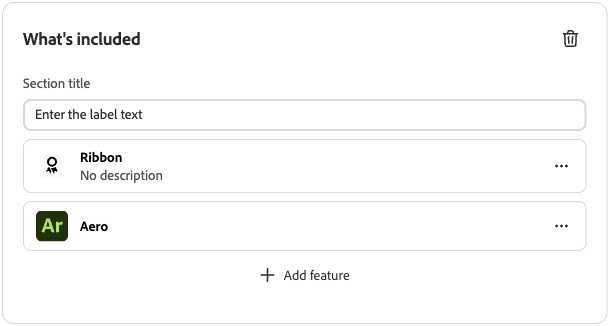 What's included
Section title
Enter the label text
Ribbon
No description
Ar
Aero
Add feature